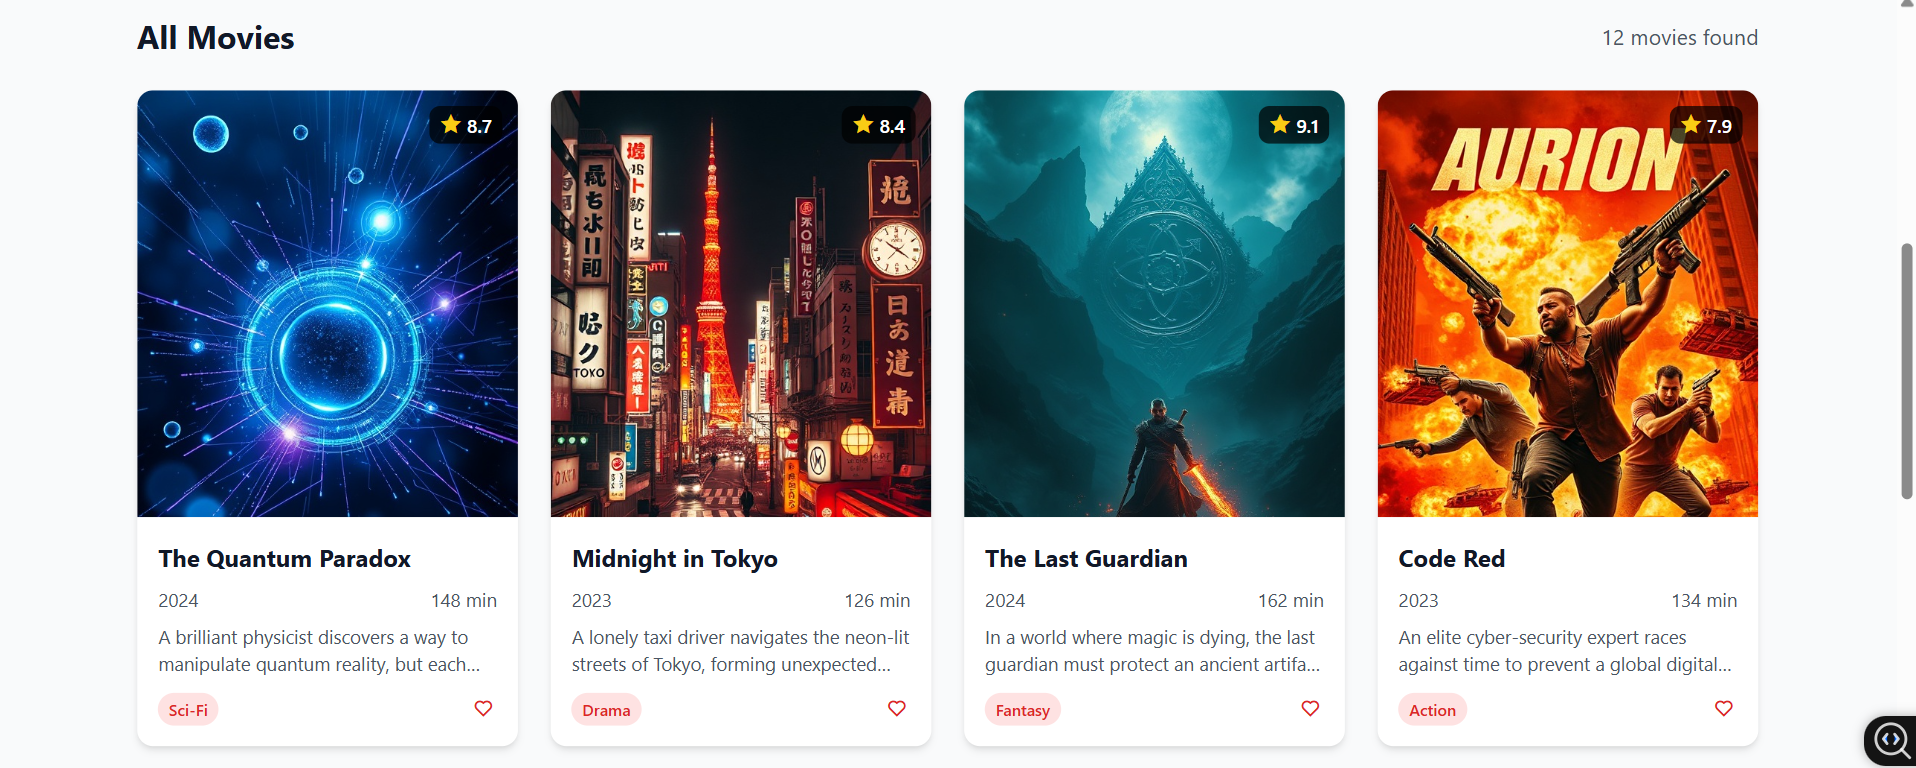 All Movies
12 movies found
8.7
8.4
9.1
7.9
TOKO
日
道
AURION
The Quantum Paradox
2024
148 min
A brilliant physicist discovers a way to
manipulate quantum reality, but each...
Sci-Fi
Midnight in Tokyo
2023
126 min
A lonely taxi driver navigates the neon-lit
streets of Tokyo, forming unexpected...
Drama
The Last Guardian
2024
162 min
In a world where magic is dying, the last
guardian must protect an ancient artifa...
Fantasy
Code Red
2023
134 min
An elite cyber-security expert races
against time to prevent a global digital...
Action